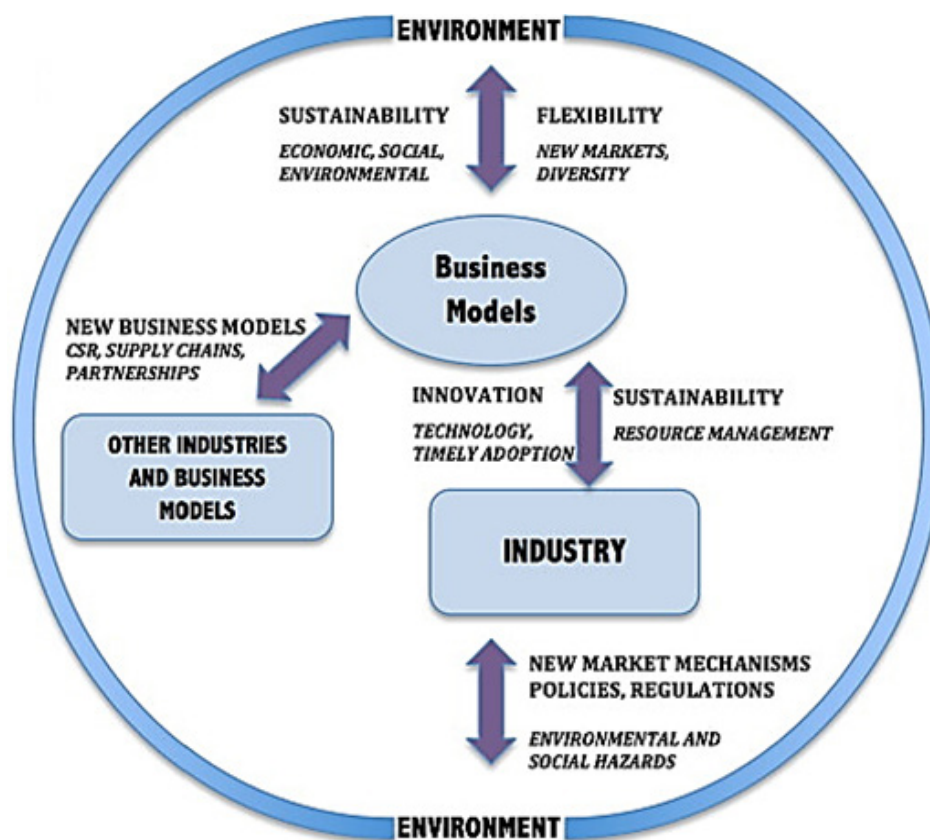 ENVIRONMENT
SUSTAINABILITY
ECONOMIC, SOCIAL,
ENVIRONMENTAL
FLEXIBILITY
NEW MARKETS,
DIVERSITY
Business
Models
NEW BUSINESS MODELS
CSR, SUPPLY CHAINS,
PARTNERSHIPS
INNOVATION
TECHNOLOGY,
TIMELY ADOPTION
SUSTAINABILITY
RESOURCE MANAGEMENT
OTHER INDUSTRIES
AND BUSINESS
MODELS
INDUSTRY
NEW MARKET MECHANISMS
POLICIES, REGULATIONS
ENVIRONMENTAL AND
SOCIAL HAZARDS
ENVIRONMENT